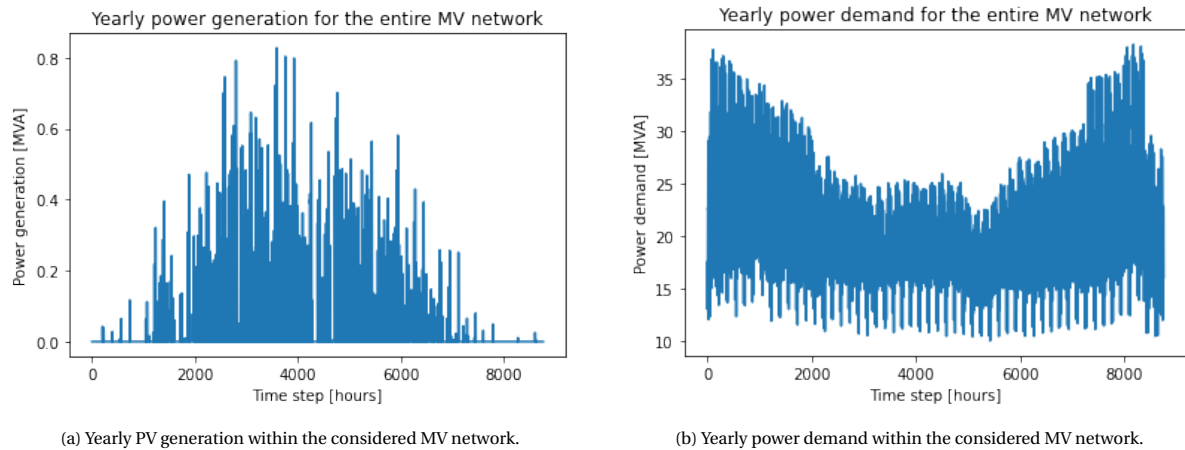 Yearly power generation for the entire MV network
Power generation [MVA]
0.8
0.6
0.4
0.2
0.0
0 2000 4000 6000 8000
Time step [hours]
(a) Yearly PV generation within the considered MV network.
Yearly power demand for the entire MV network
Power demand [MVA]
35
30
25
20
15
10
0 2000 4000 6000 8000
Time step [hours]
(b) Yearly power demand within the considered MV network.